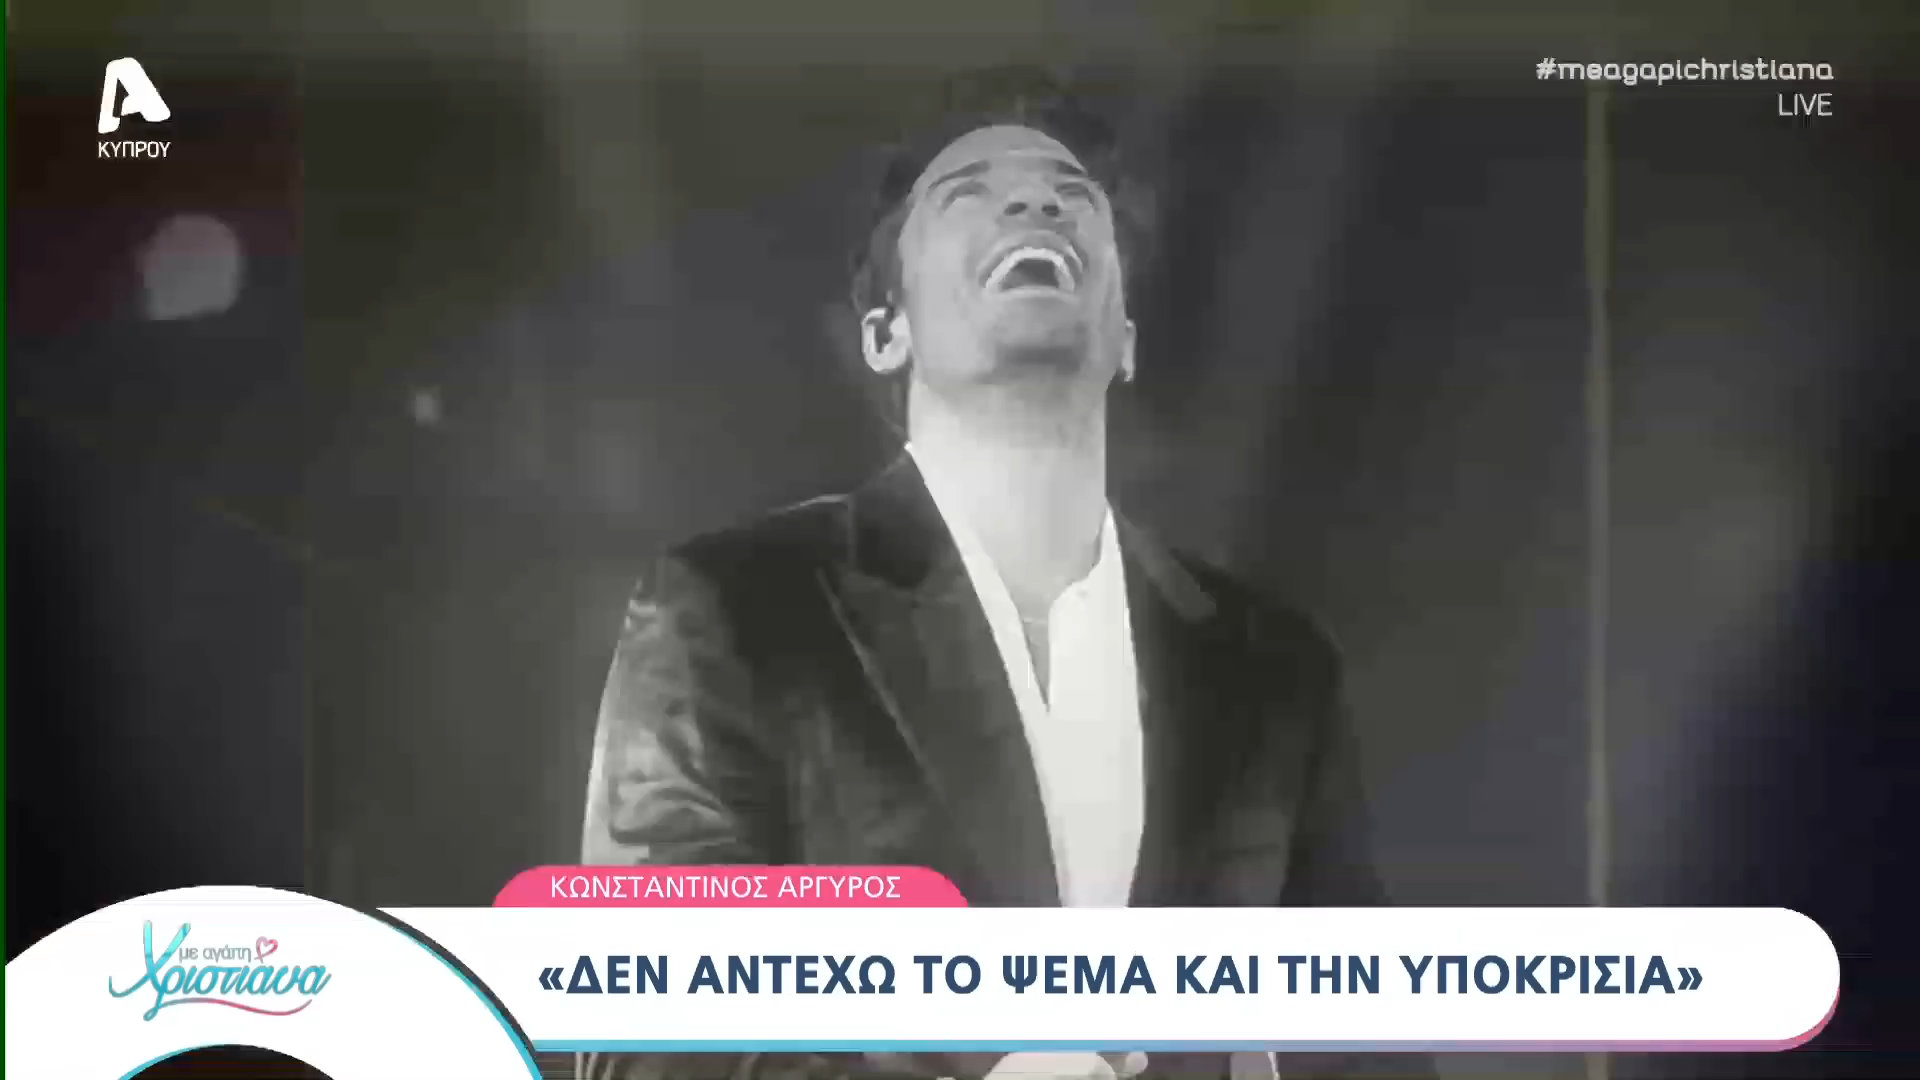 #meagapichristiana
LIVE
ΚΥΠΡΟΥ
ΚΩΝΣΤΑΝΤΙΝΟΣ ΑΡΓΥΡΟΣ
με αγάπη
Χριστιάνα
«ΔΕΝ ΑΝΤΕΧΩ ΤΟ ΨΕΜΑ ΚΑΙ ΤΗΝ ΥΠΟΚΡΙΣΙΑ»